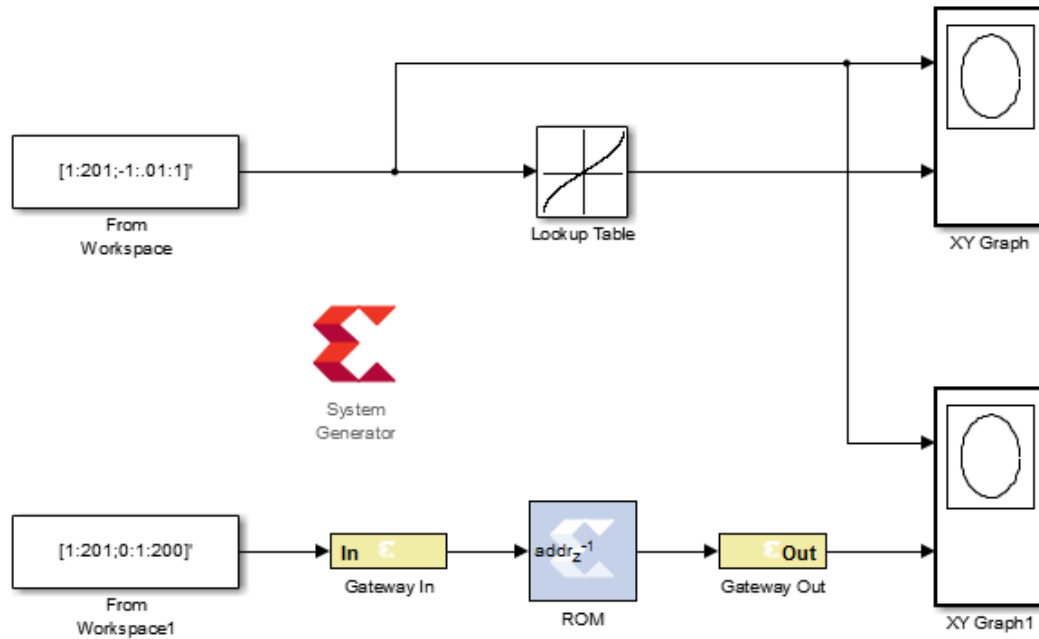 [1:201;-1:.01:1]'
From
Workspace
Lookup Table
XY Graph
System
Generator
[1:201;0:1:200]'
From
Workspace1
In
Gateway In
addr z⁻¹
ROM
Out
Gateway Out
XY Graph1